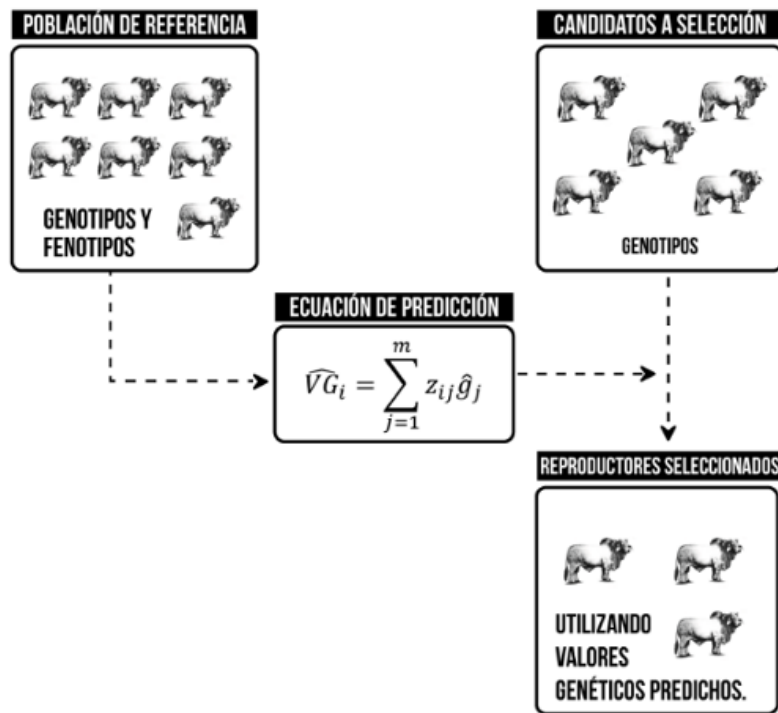 POBLACIÓN DE REFERENCIA
GENOTIPOS Y
FENOTIPOS
CANDIDATOS A SELECCIÓN
GENOTIPOS
ECUACIÓN DE PREDICCIÓN
$\widehat{VG}_i = \sum_{j=1}^{m} z_{ij}\hat{g}_j$
REPRODUCTORES SELECCIONADOS
UTILIZANDO
VALORES
GENÉTICOS PREDICHOS.